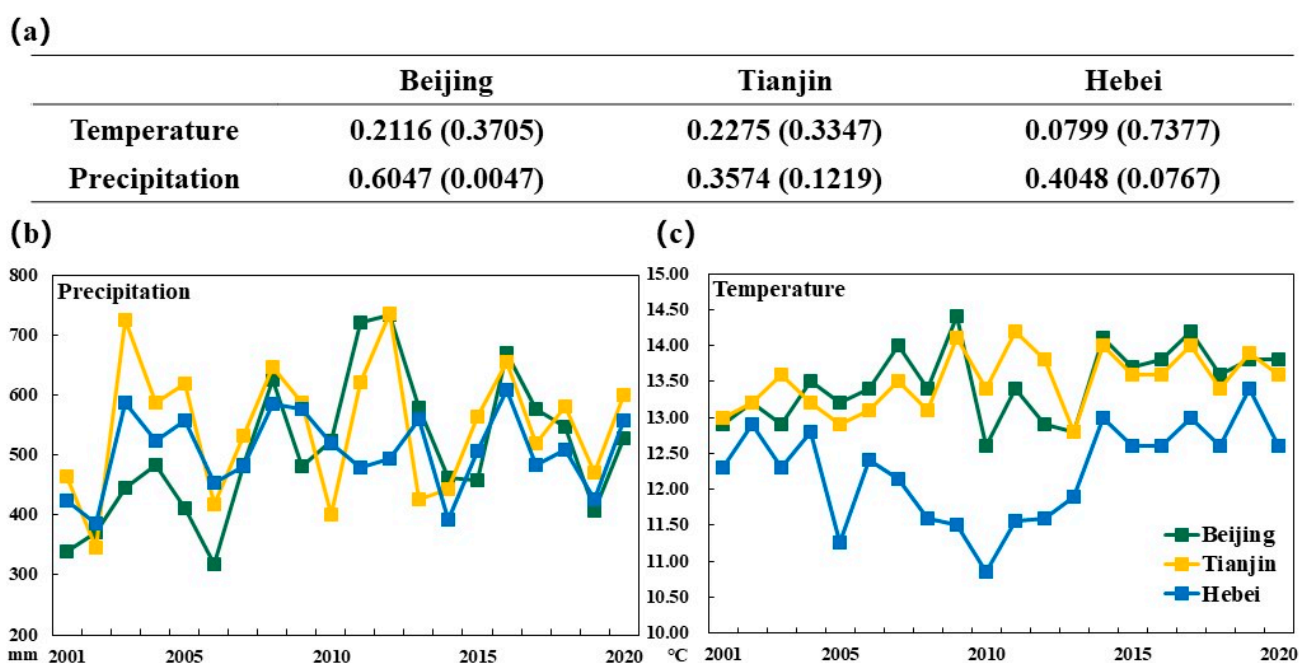 (a)
Beijing Tianjin Hebei
Temperature 0.2116 (0.3705) 0.2275 (0.3347) 0.0799 (0.7377)
Precipitation 0.6047 (0.0047) 0.3574 (0.1219) 0.4048 (0.0767)
(b)
800
Precipitation
700
600
500
400
300
200
mm
2001 2005 2010 2015 2020
(c)
15.00
Temperature
14.50
14.00
13.50
13.00
12.50
12.00
11.50
11.00
10.50
10.00
Beijing
Tianjin
Hebei
°C
2001 2005 2010 2015 2020